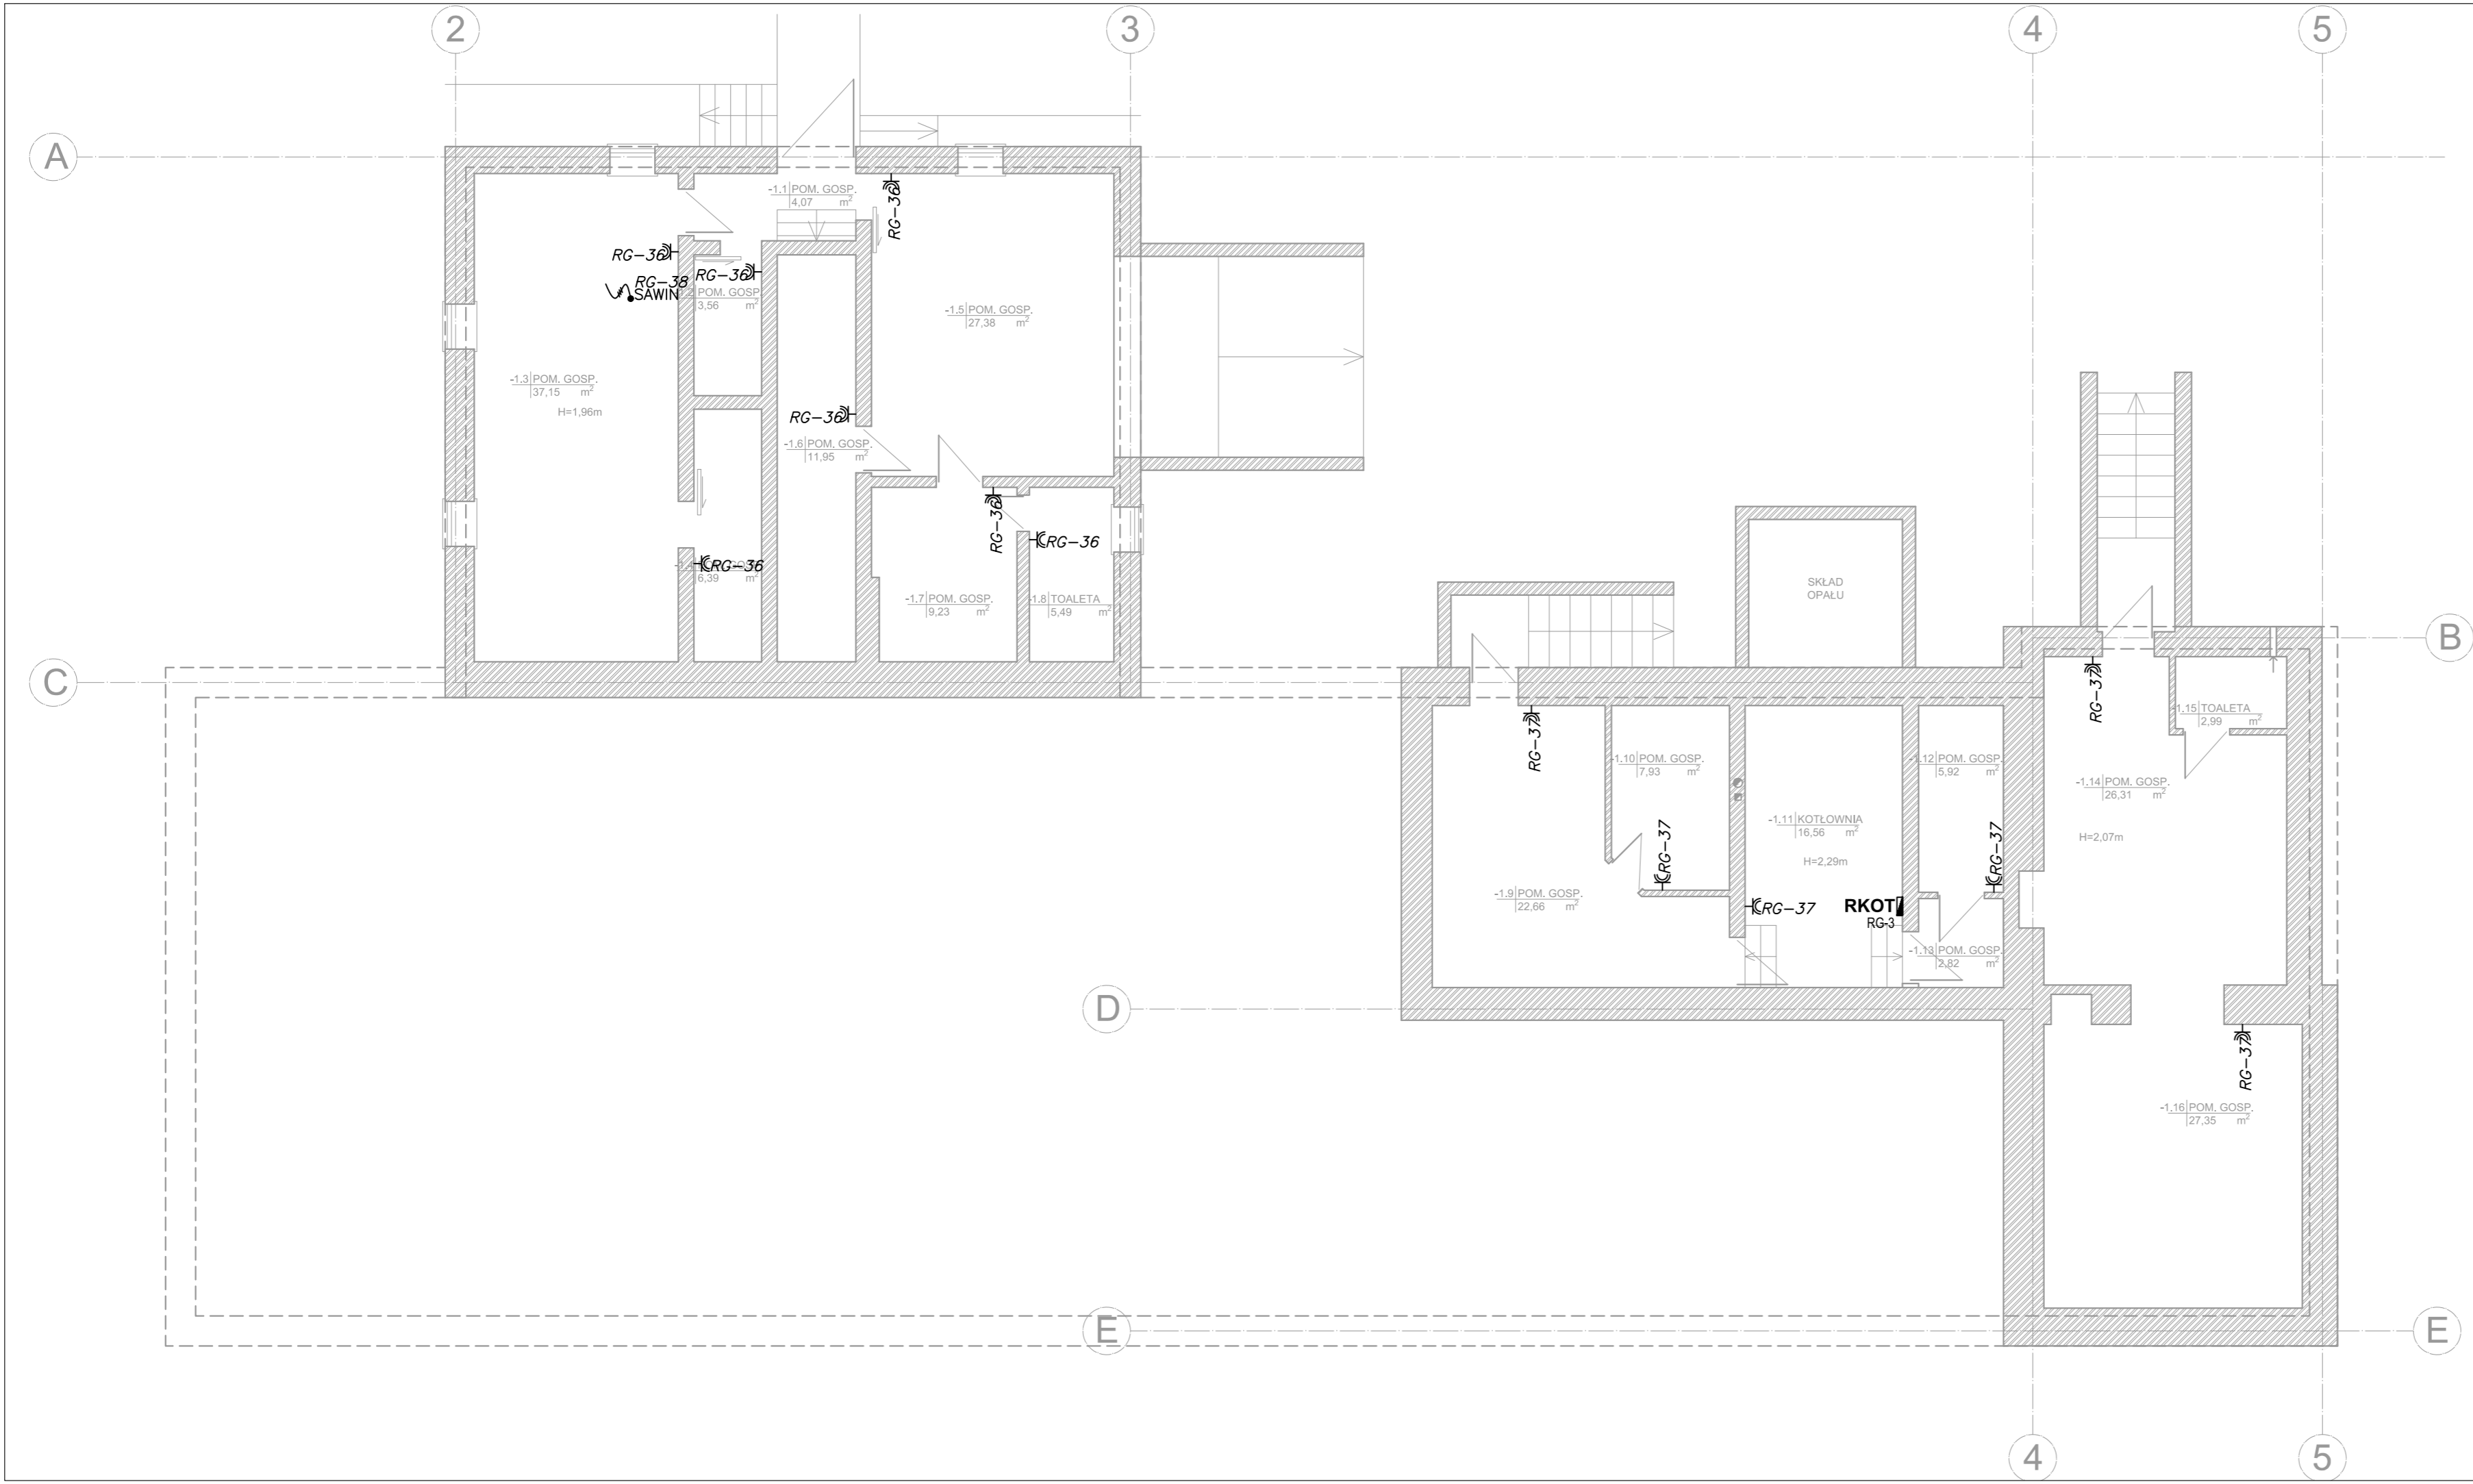 2
3
4
5
A
-1.1 POM. GOSP.
4,07 m²
RG-36
RG-36
RG-36
RG-38
SAWIN
POM. GOSP.
3,56 m²
-1.5 POM. GOSP.
27,38 m²
-1.3 POM. GOSP.
37,15 m²
H=1,96m
RG-36
-1.6 POM. GOSP.
11,95 m²
RG-36
RG-36
RG-36
6,39 m²
-1.7 POM. GOSP.
9,23 m²
-1.8 TOALETA
5,49 m²
SKŁAD
OPAŁU
B
C
RG-37
RG-37
-1.15 TOALETA
2,99 m²
-1.10 POM. GOSP.
7,93 m²
-1.12 POM. GOSP.
5,92 m²
-1.14 POM. GOSP.
26,31 m²
-1.11 KOTŁOWNIA
16,56 m²
H=2,07m
H=2,29m
RG-37
RG-37
-1.9 POM. GOSP.
22,66 m²
RG-37
RKOT
RG-3
-1.13 POM. GOSP.
2,82 m²
D
RG-37
-1.16 POM. GOSP.
27,35 m²
E
E
4
5